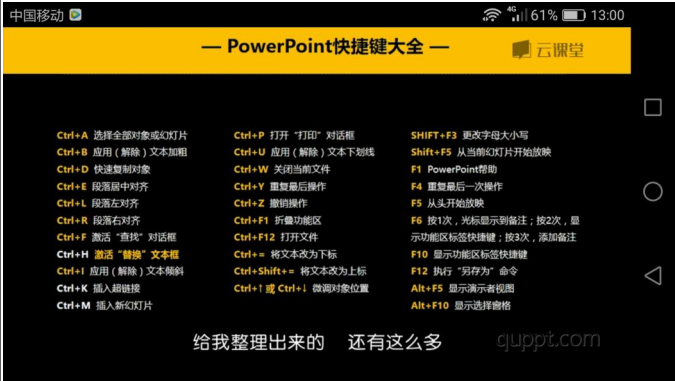 中国移动 4G 61% 13:00
— PowerPoint快捷键大全 —
云课堂
Ctrl+A 选择全部对象或幻灯片
Ctrl+B 应用（解除）文本加粗
Ctrl+D 快速复制对象
Ctrl+E 段落居中对齐
Ctrl+L 段落左对齐
Ctrl+R 段落右对齐
Ctrl+F 激活“查找”对话框
Ctrl+H 激活“替换”文本框
Ctrl+I 应用（解除）文本倾斜
Ctrl+K 插入超链接
Ctrl+M 插入新幻灯片
Ctrl+P 打开“打印”对话框
Ctrl+U 应用（解除）文本下划线
Ctrl+W 关闭当前文件
Ctrl+Y 重复最后操作
Ctrl+Z 撤销操作
Ctrl+F1 折叠功能区
Ctrl+F12 打开文件
Ctrl+= 将文本改为下标
Ctrl+Shift+= 将文本改为上标
Ctrl+↑ 或 Ctrl+↓ 微调对象位置
SHIFT+F3 更改字母大小写
Shift+F5 从当前幻灯片开始放映
F1 PowerPoint帮助
F4 重复最后一次操作
F5 从头开始放映
F6 按1次，光标显到备注；按2次，显
示功能区标签快捷键；按3次，添加备注
F10 显示功能区标签快捷键
F12 执行“另存为”命令
Alt+F5 显示演示者视图
Alt+F10 显示选择窗格
给我整理出来的 还有这么多
quppt.com